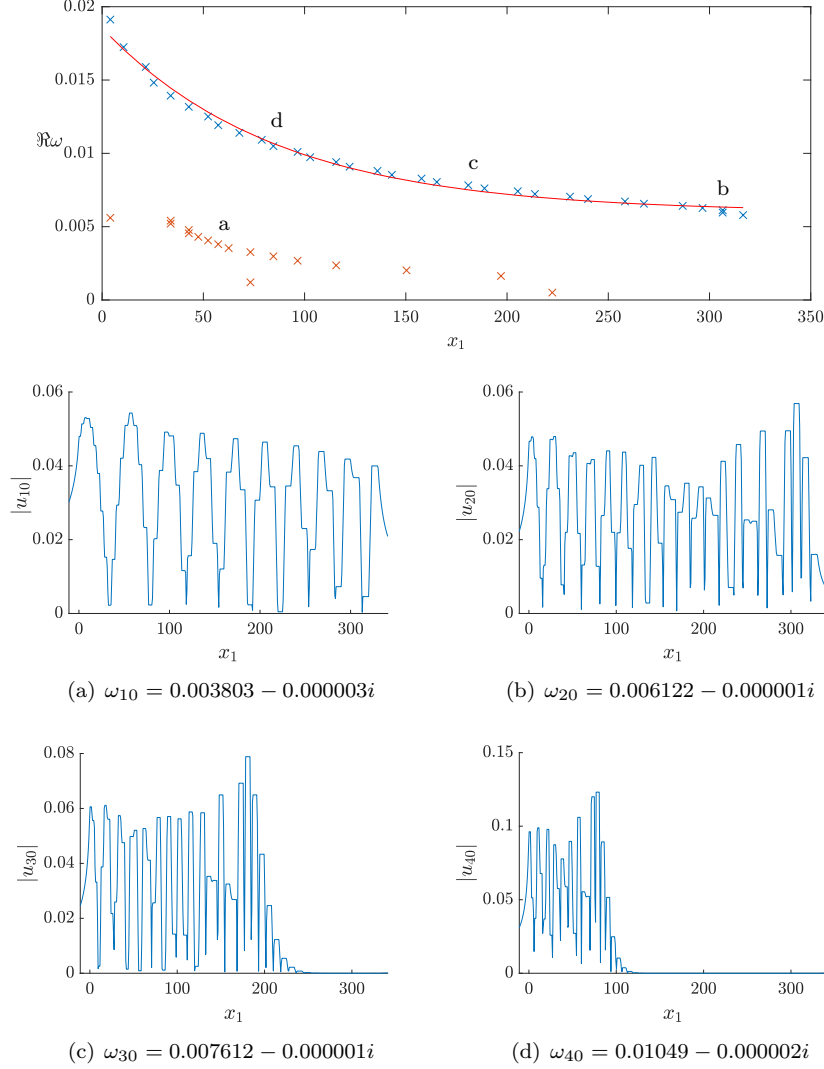 0.02
0.015
0.01
0.005
0
ℜω
d
c
b
a
0 50 100 150 200 250 300 350
x₁
0.06
0.04
0.02
0
|u₁₀|
0 100 200 300
x₁
(a) ω₁₀ = 0.003803 − 0.000003i
0.06
0.04
0.02
0
|u₂₀|
0 100 200 300
x₁
(b) ω₂₀ = 0.006122 − 0.000001i
0.08
0.06
0.04
0.02
0
|u₃₀|
0 100 200 300
x₁
(c) ω₃₀ = 0.007612 − 0.000001i
0.15
0.1
0.05
0
|u₄₀|
0 100 200 300
x₁
(d) ω₄₀ = 0.01049 − 0.000002i